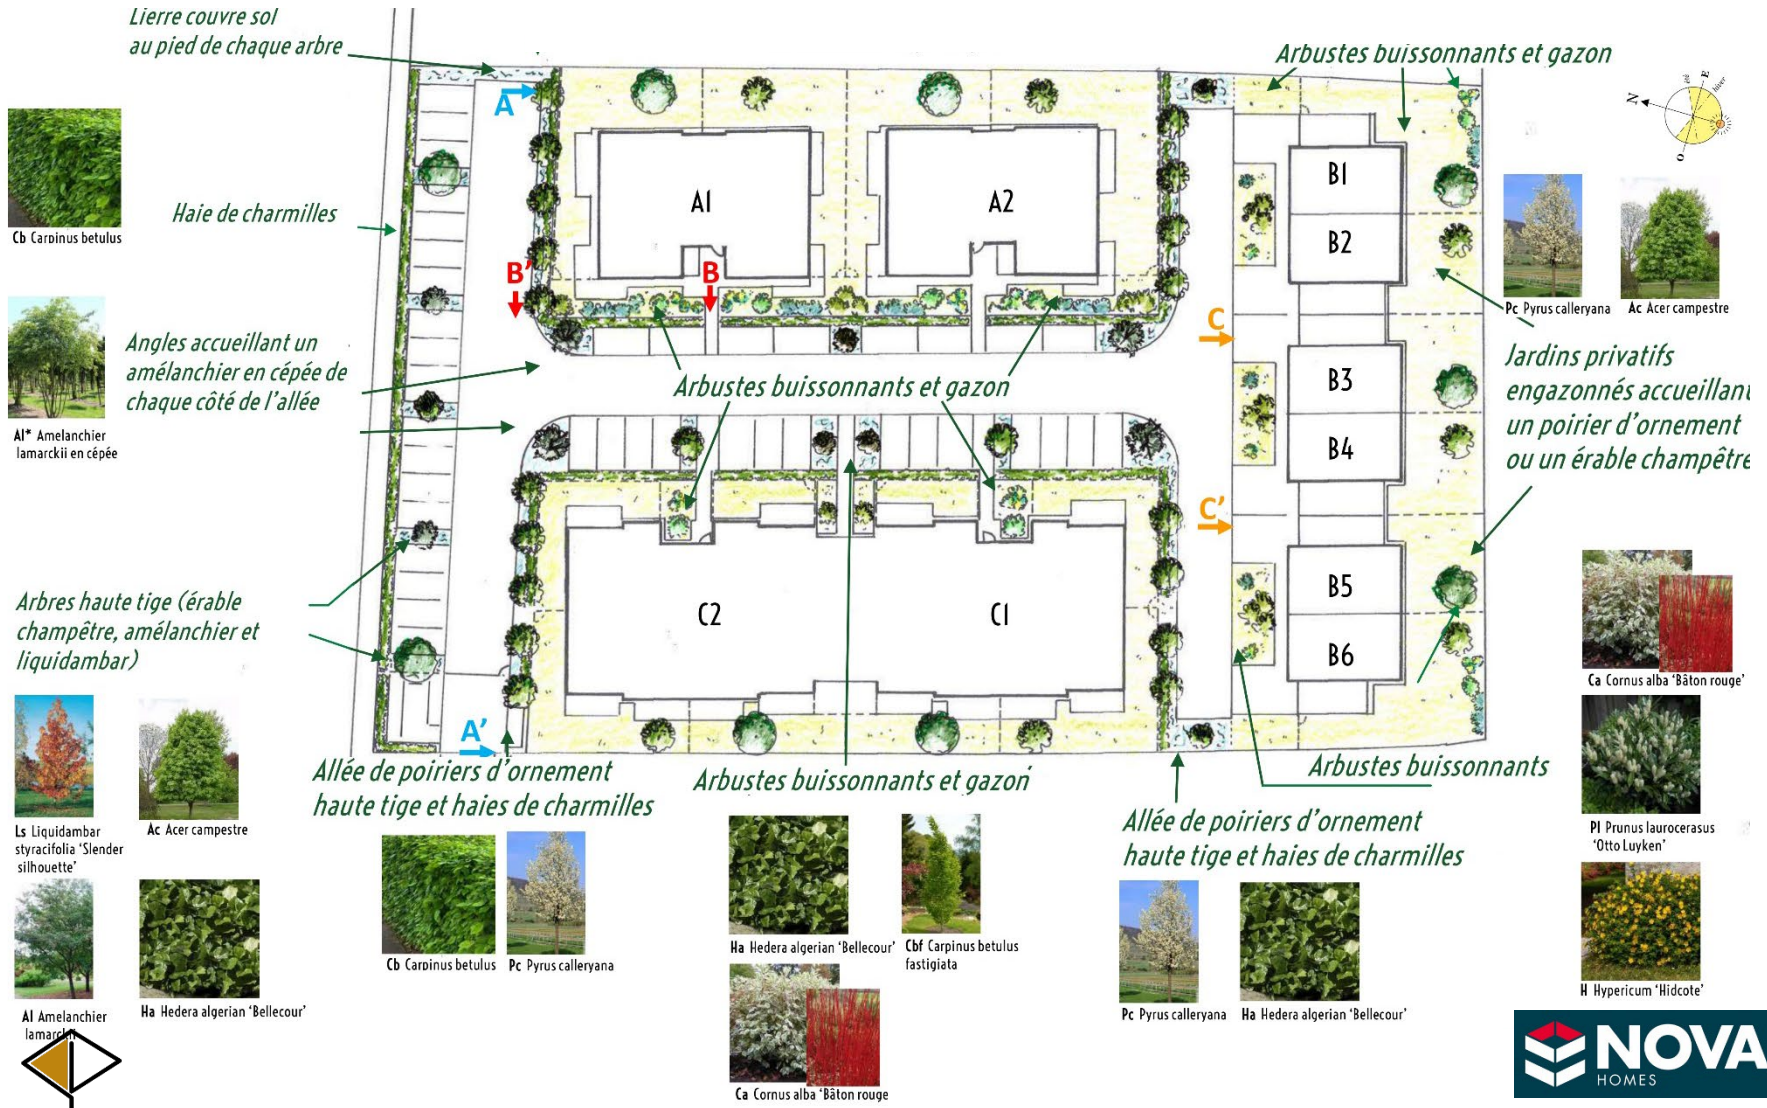 Lierre couvre sol
au pied de chaque arbre
Arbustes buissonnants et gazon
A
N
E
O
été
hiver
A1
A2
B1
B2
B3
B4
B5
B6
C2
C1
B'
B
C
C'
A'
Cb Carpinus betulus
Haie de charmilles
Angles accueillant un
amélanchier en cépée de
chaque côté de l'allée
Al* Amelanchier
lamarckii en cépée
Arbustes buissonnants et gazon
Pc Pyrus calleryana
Ac Acer campestre
Jardins privatifs
engazonnés accueillant
un poirier d'ornement
ou un érable champêtre
Arbres haute tige (érable
champêtre, amélanchier et
liquidambar)
Ls Liquidambar
styracifolia 'Slender
silhouette'
Ac Acer campestre
Al Amelanchier
lamarckii
Ha Hedera algerian 'Bellecour'
Allée de poiriers d'ornement
haute tige et haies de charmilles
Cb Carpinus betulus
Pc Pyrus calleryana
Arbustes buissonnants et gazon
Ha Hedera algerian 'Bellecour'
Cbf Carpinus betulus
fastigiata
Ca Cornus alba 'Bâton rouge
Arbustes buissonnants
Allée de poiriers d'ornement
haute tige et haies de charmilles
Pc Pyrus calleryana
Ha Hedera algerian 'Bellecour'
Ca Cornus alba 'Bâton rouge'
Pl Prunus laurocerasus
'Otto Luyken'
H Hypericum 'Hidcote'
NOVA
HOMES